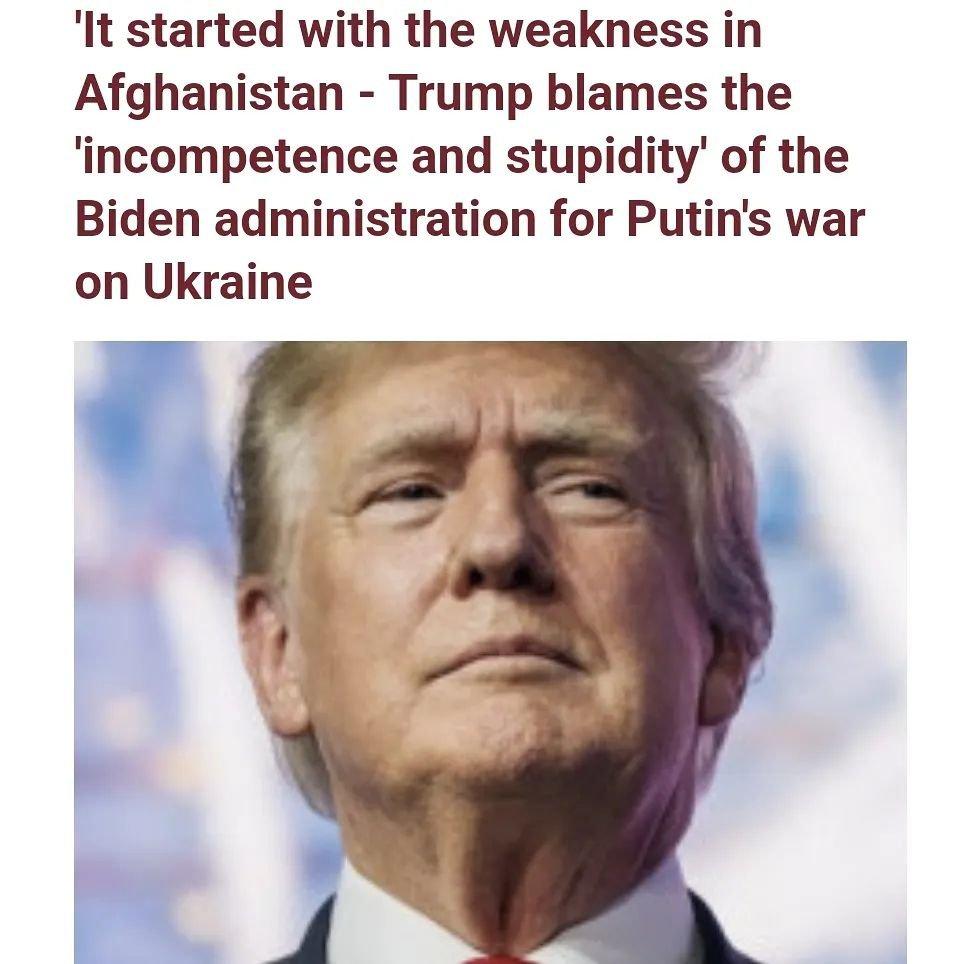 'It started with the weakness in
Afghanistan - Trump blames the
'incompetence and stupidity' of the
Biden administration for Putin's war
on Ukraine